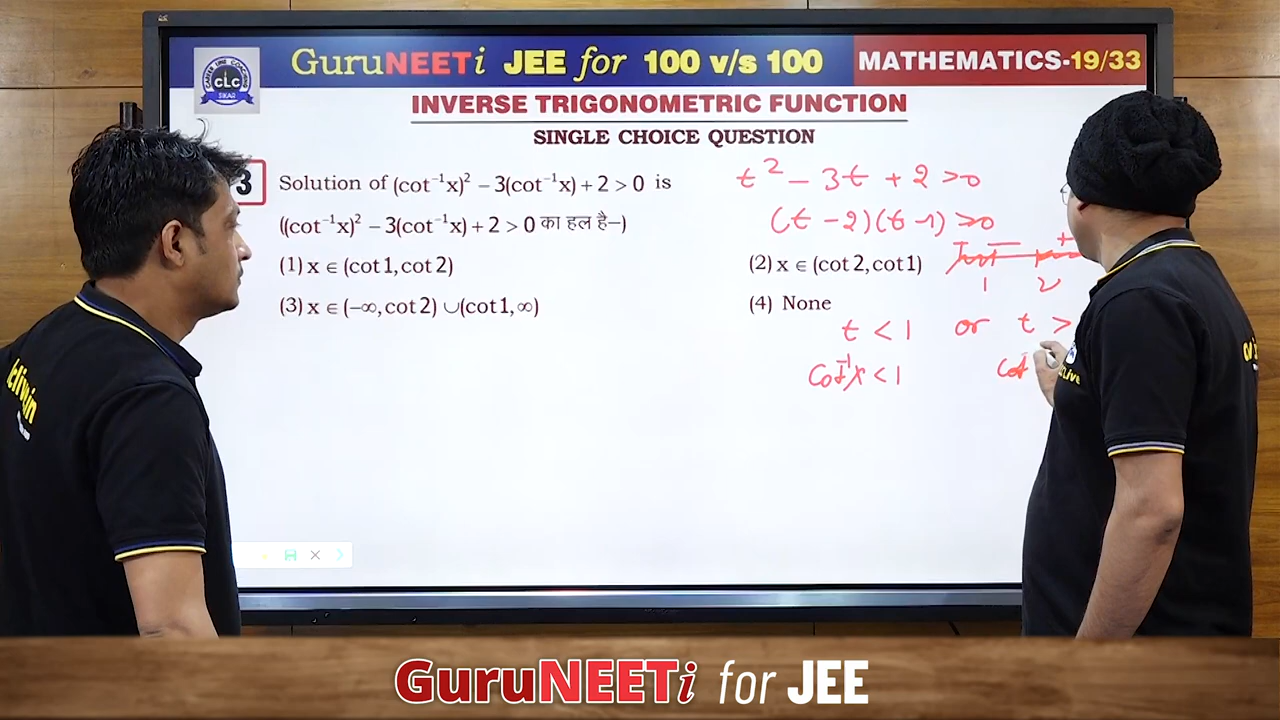 GuruNEETi JEE for 100 v/s 100
MATHEMATICS-19/33
CLC
SIKAR
INVERSE TRIGONOMETRIC FUNCTION
SINGLE CHOICE QUESTION
3
Solution of (cot⁻¹x)² − 3(cot⁻¹x) + 2 > 0 is
((cot⁻¹x)² − 3(cot⁻¹x) + 2 > 0 का हल है–)
(1) x ∈ (cot 1, cot 2)
(2) x ∈ (cot 2, cot 1)
(3) x ∈ (−∞, cot 2) ∪ (cot 1, ∞)
(4) None
t² − 3t + 2 > 0
(t − 2)(t − 1) > 0
− +
1 2
t < 1 or t >
cot⁻¹x < 1 cot
GuruNEETi for JEE